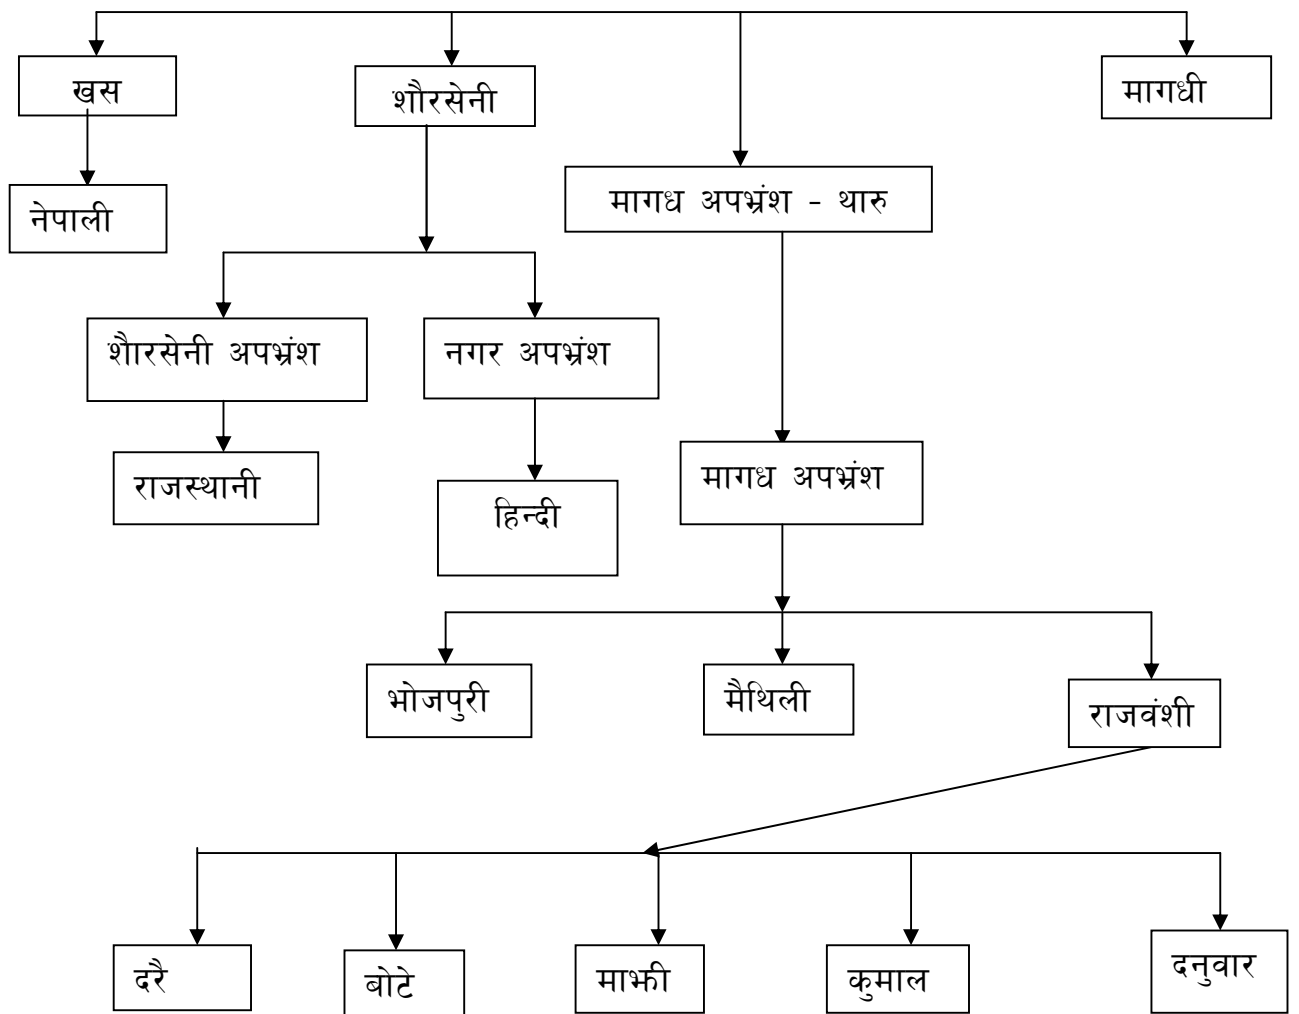 खस
शौरसेनी
मागधी
मागध अपभ्रंश - थारु
नेपाली
शैारसेनी अपभ्रंश
नगर अपभ्रंश
राजस्थानी
हिन्दी
मागध अपभ्रंश
भोजपुरी
मैथिली
राजवंशी
दरै
बोटे
माझी
कुमाल
दनुवार